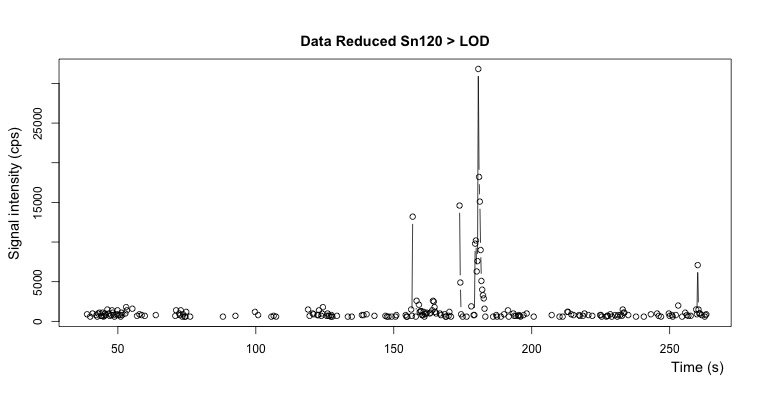 Data Reduced Sn120 > LOD
Signal intensity (cps)
25000
15000
5000
0
50 100 150 200 250
Time (s)